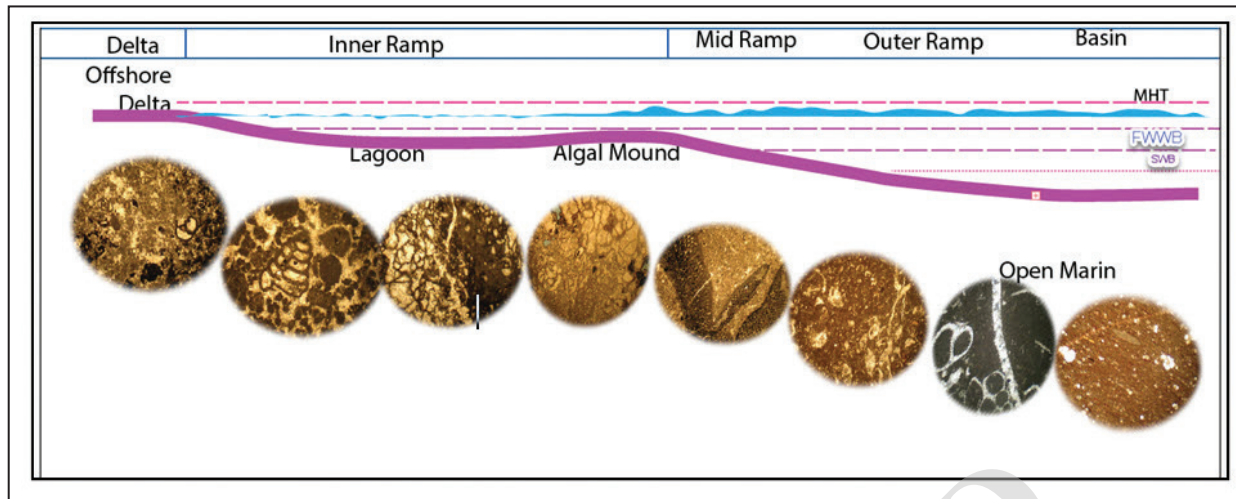 Delta
Inner Ramp
Mid Ramp
Outer Ramp
Basin
Offshore
Delta
MHT
FWWB
SWB
Lagoon
Algal Mound
Open Marin